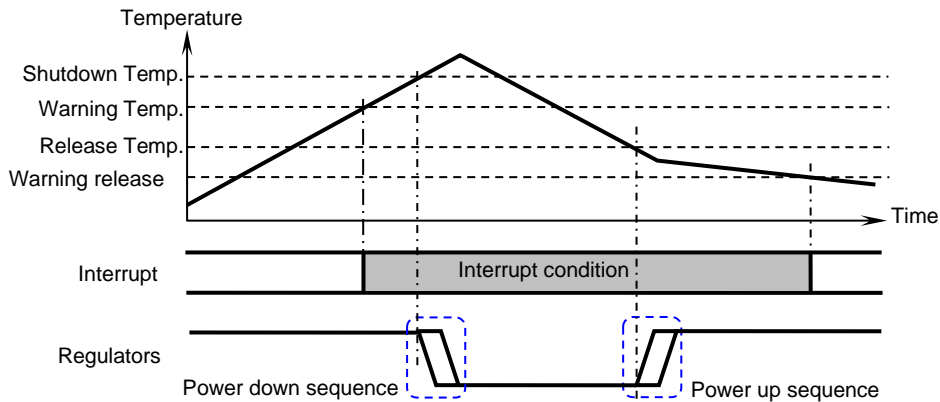 Temperature
Shutdown Temp.
Warning Temp.
Release Temp.
Warning release
Time
Interrupt
Interrupt condition
Regulators
Power down sequence
Power up sequence